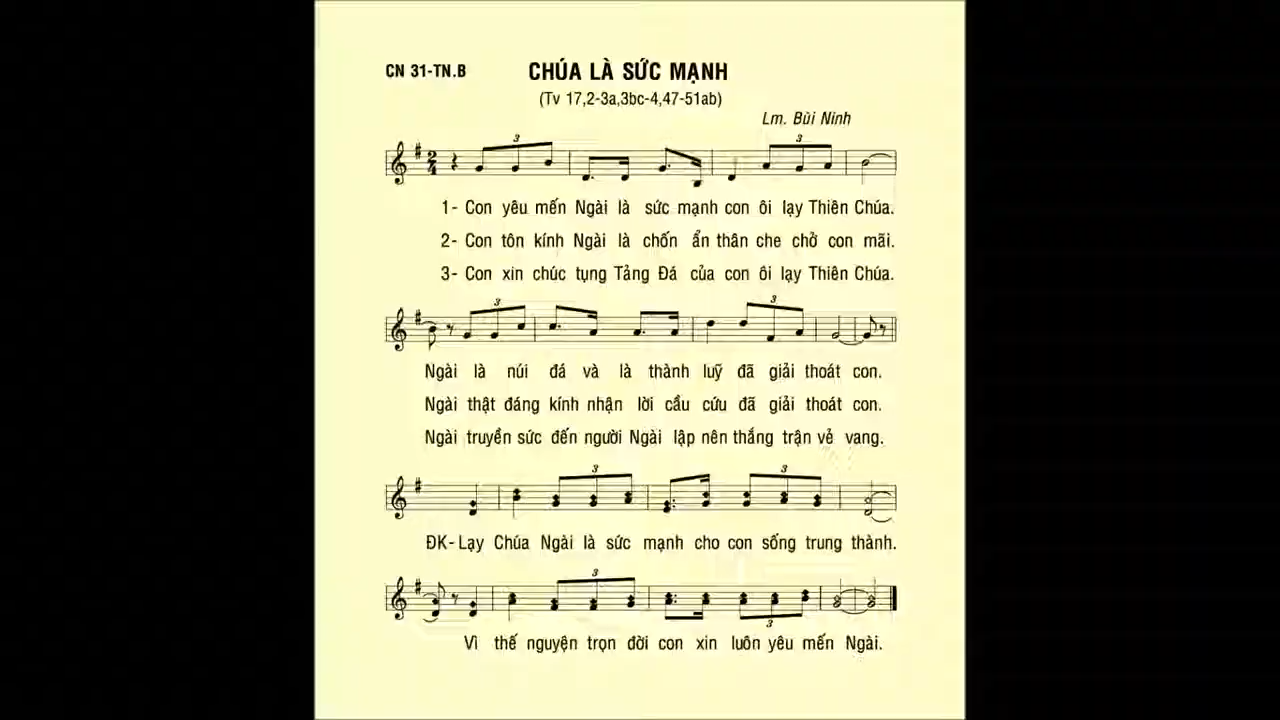 CN 31-TN.B
CHÚA LÀ SỨC MẠNH
(Tv 17,2-3a,3bc-4,47-51ab)
Lm. Bùi Ninh
1- Con yêu mến Ngài là sức mạnh con ôi lạy Thiên Chúa.
2- Con tôn kính Ngài là chốn ẩn thân che chở con mãi.
3- Con xin chúc tụng Tảng Đá của con ôi lạy Thiên Chúa.
Ngài là núi đá và là thành luỹ đã giải thoát con.
Ngài thật đáng kính nhận lời cầu cứu đã giải thoát con.
Ngài truyền sức đến người Ngài lập nên thắng trận vẻ vang.
ĐK- Lạy Chúa Ngài là sức mạnh cho con sống trung thành.
Vì thế nguyện trọn đời con xin luôn yêu mến Ngài.